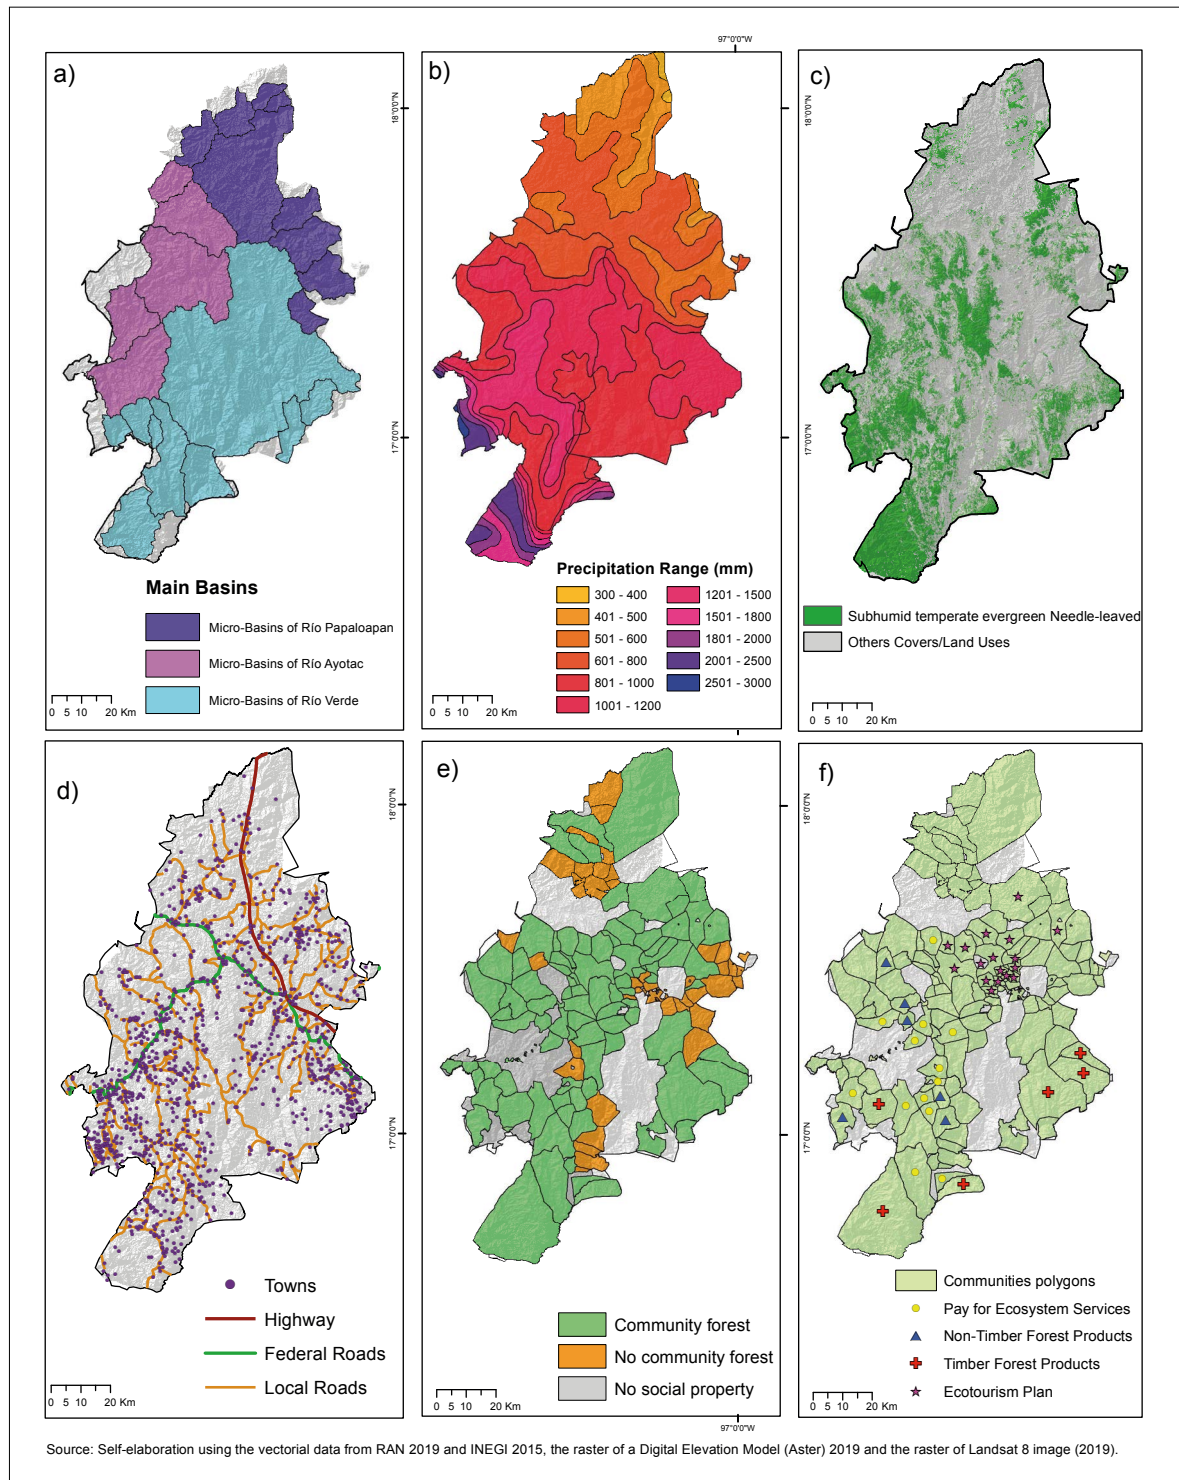 97°0'0"W
a)
b)
c)
18°0'0"N
17°0'0"N
18°0'0"N
17°0'0"N
Main Basins
Micro-Basins of Río Papaloapan
Micro-Basins of Río Ayotac
Micro-Basins of Río Verde
0 5 10 20 Km
Precipitation Range (mm)
300 - 400
401 - 500
501 - 600
601 - 800
801 - 1000
1001 - 1200
1201 - 1500
1501 - 1800
1801 - 2000
2001 - 2500
2501 - 3000
0 5 10 20 Km
Subhumid temperate evergreen Needle-leaved
Others Covers/Land Uses
0 5 10 20 Km
d)
e)
f)
18°0'0"N
17°0'0"N
18°0'0"N
17°0'0"N
Towns
Highway
Federal Roads
Local Roads
0 5 10 20 Km
Community forest
No community forest
No social property
0 5 10 20 Km
Communities polygons
Pay for Ecosystem Services
Non-Timber Forest Products
Timber Forest Products
Ecotourism Plan
0 5 10 20 Km
97°0'0"W
Source: Self-elaboration using the vectorial data from RAN 2019 and INEGI 2015, the raster of a Digital Elevation Model (Aster) 2019 and the raster of Landsat 8 image (2019).